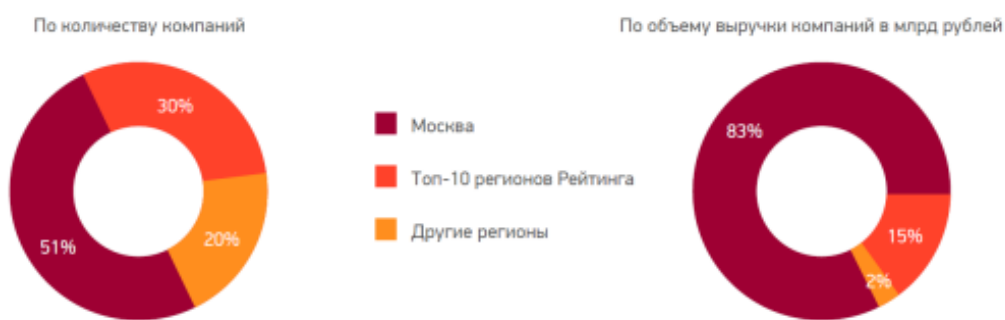 По количеству компаний
30%
51%
20%
Москва
Топ-10 регионов Рейтинга
Другие регионы
По объему выручки компаний в млрд рублей
83%
15%
2%